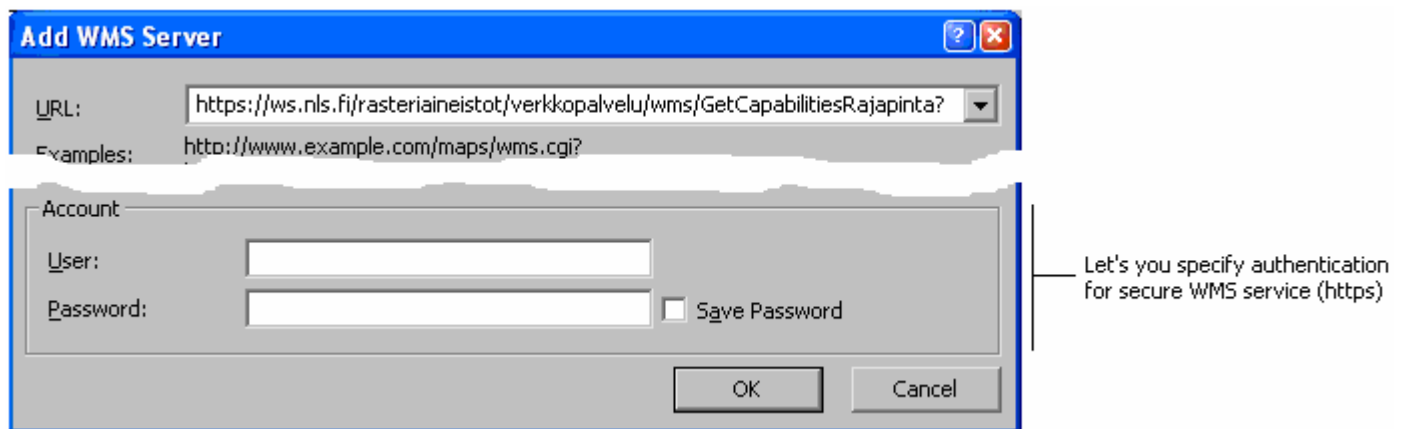 Add WMS Server
URL: https://ws.nls.fi/rasteriaineistot/verkkopalvelu/wms/GetCapabilitiesRajapinta?
Examples: http://www.example.com/maps/wms.cgi?
Account
User:
Password: Save Password
Let's you specify authentication
for secure WMS service (https)
OK Cancel